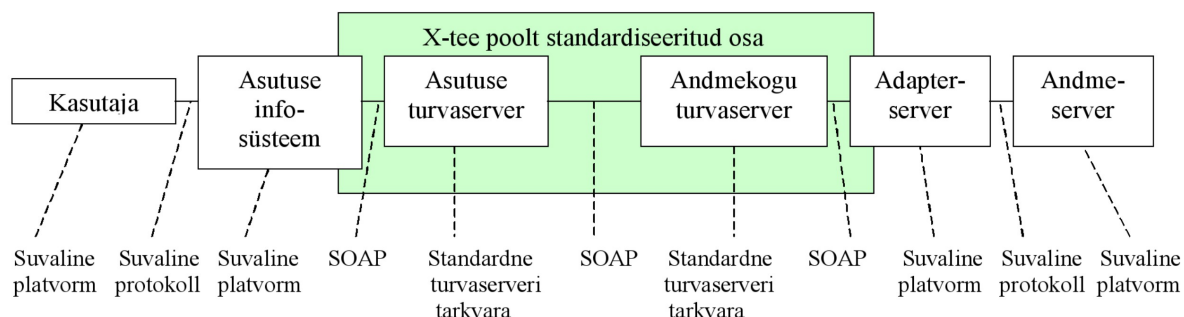 X-tee poolt standardiseeritud osa
Kasutaja
Asutuse
info-
süsteem
Asutuse
turvaserver
Andmekogu
turvaserver
Adapter-
server
Andme-
server
Suvaline
platvorm
Suvaline
protokoll
Suvaline
platvorm
SOAP
Standardne
turvaserveri
tarkvara
SOAP
Standardne
turvaserveri
tarkvara
SOAP
Suvaline
platvorm
Suvaline
protokoll
Suvaline
platvorm